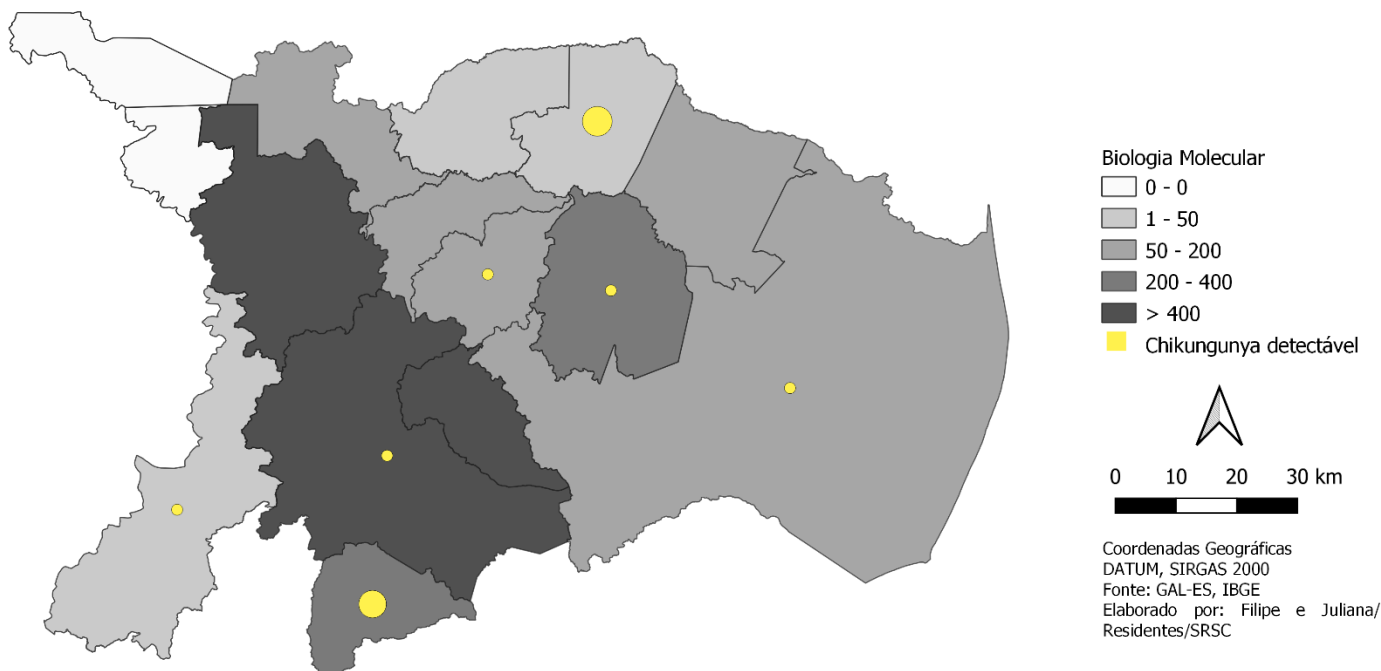 Biologia Molecular
0 - 0
1 - 50
50 - 200
200 - 400
> 400
Chikungunya detectável
0 10 20 30 km
Coordenadas Geográficas
DATUM, SIRGAS 2000
Fonte: GAL-ES, IBGE
Elaborado por: Filipe e Juliana/
Residentes/SRSC